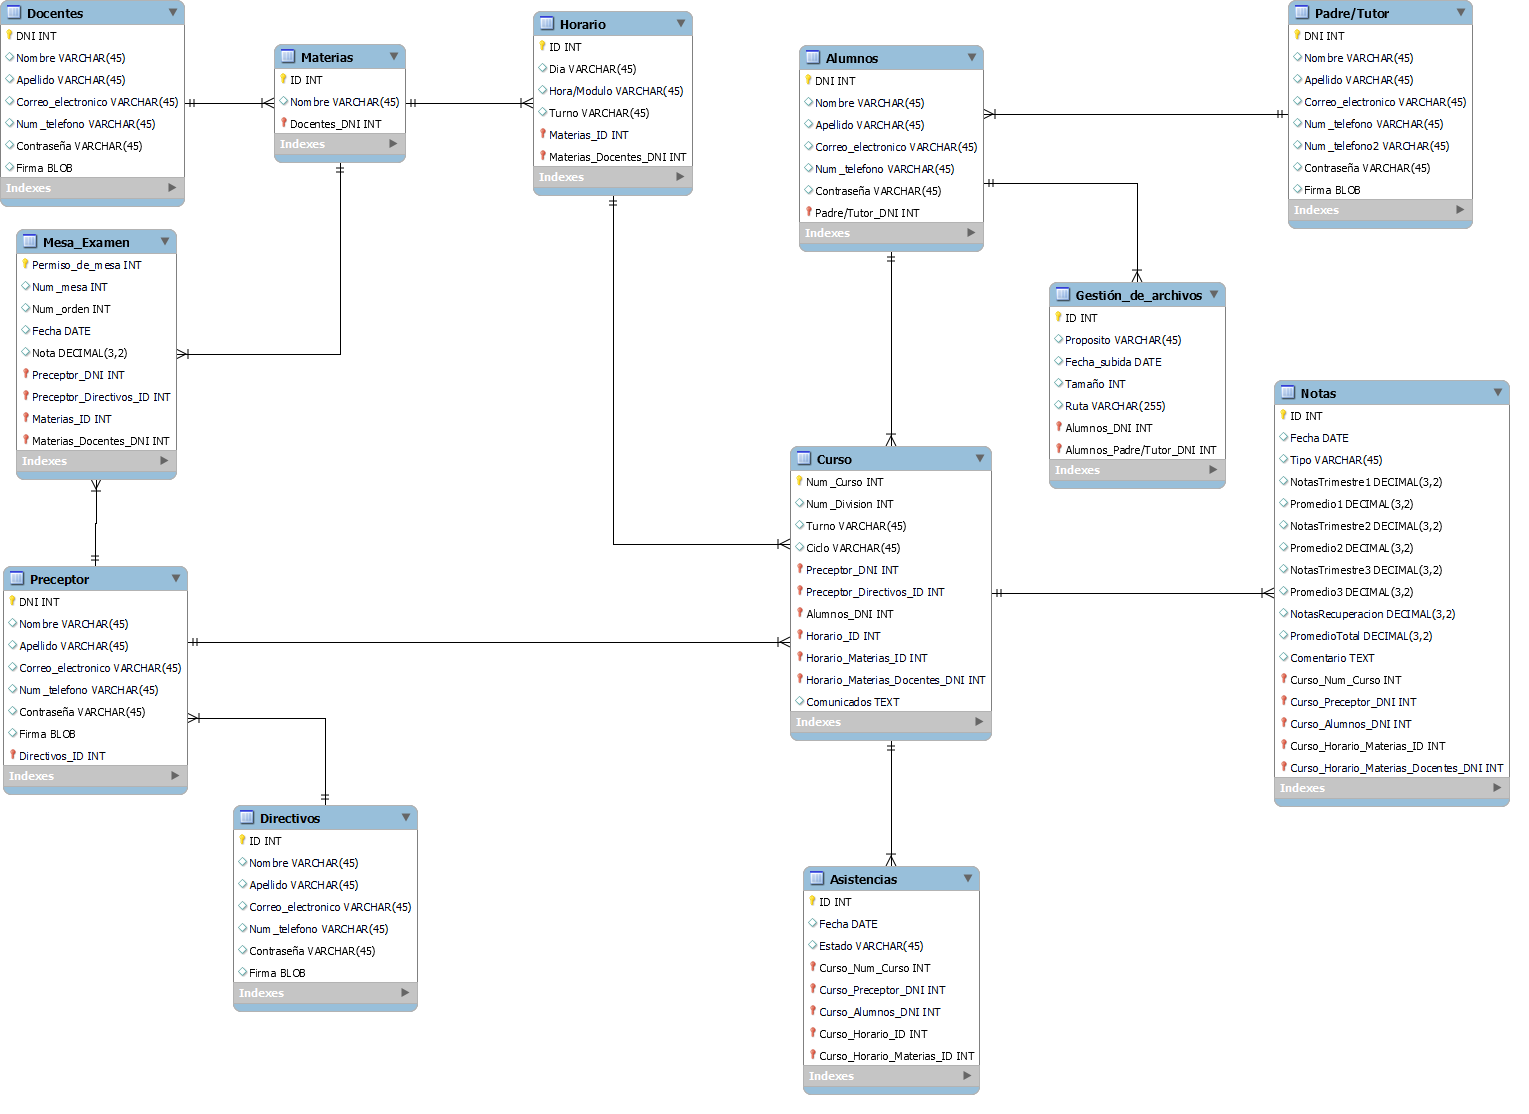 Docentes
DNI INT
Nombre VARCHAR(45)
Apellido VARCHAR(45)
Correo_electronico VARCHAR(45)
Num_telefono VARCHAR(45)
Contraseña VARCHAR(45)
Firma BLOB
Indexes
Materias
ID INT
Nombre VARCHAR(45)
Docentes_DNI INT
Indexes
Horario
ID INT
Dia VARCHAR(45)
Hora/Modulo VARCHAR(45)
Turno VARCHAR(45)
Materias_ID INT
Materias_Docentes_DNI INT
Indexes
Alumnos
DNI INT
Nombre VARCHAR(45)
Apellido VARCHAR(45)
Correo_electronico VARCHAR(45)
Num_telefono VARCHAR(45)
Contraseña VARCHAR(45)
Padre/Tutor_DNI INT
Indexes
Padre/Tutor
DNI INT
Nombre VARCHAR(45)
Apellido VARCHAR(45)
Correo_electronico VARCHAR(45)
Num_telefono VARCHAR(45)
Num_telefono2 VARCHAR(45)
Contraseña VARCHAR(45)
Firma BLOB
Indexes
Mesa_Examen
Permiso_de_mesa INT
Num_mesa INT
Num_orden INT
Fecha DATE
Nota DECIMAL(3,2)
Preceptor_DNI INT
Preceptor_Directivos_ID INT
Materias_ID INT
Materias_Docentes_DNI INT
Indexes
Gestión_de_archivos
ID INT
Proposito VARCHAR(45)
Fecha_subida DATE
Tamaño INT
Ruta VARCHAR(255)
Alumnos_DNI INT
Alumnos_Padre/Tutor_DNI INT
Indexes
Notas
ID INT
Fecha DATE
Tipo VARCHAR(45)
NotasTrimestre1 DECIMAL(3,2)
Promedio1 DECIMAL(3,2)
NotasTrimestre2 DECIMAL(3,2)
Promedio2 DECIMAL(3,2)
NotasTrimestre3 DECIMAL(3,2)
Promedio3 DECIMAL(3,2)
NotasRecuperacion DECIMAL(3,2)
PromedioTotal DECIMAL(3,2)
Comentario TEXT
Curso_Num_Curso INT
Curso_Preceptor_DNI INT
Curso_Alumnos_DNI INT
Curso_Horario_Materias_ID INT
Curso_Horario_Materias_Docentes_DNI INT
Indexes
Curso
Num_Curso INT
Num_Division INT
Turno VARCHAR(45)
Ciclo VARCHAR(45)
Preceptor_DNI INT
Preceptor_Directivos_ID INT
Alumnos_DNI INT
Horario_ID INT
Horario_Materias_ID INT
Horario_Materias_Docentes_DNI INT
Comunicados TEXT
Indexes
Preceptor
DNI INT
Nombre VARCHAR(45)
Apellido VARCHAR(45)
Correo_electronico VARCHAR(45)
Num_telefono VARCHAR(45)
Contraseña VARCHAR(45)
Firma BLOB
Directivos_ID INT
Indexes
Directivos
ID INT
Nombre VARCHAR(45)
Apellido VARCHAR(45)
Correo_electronico VARCHAR(45)
Num_telefono VARCHAR(45)
Contraseña VARCHAR(45)
Firma BLOB
Indexes
Asistencias
ID INT
Fecha DATE
Estado VARCHAR(45)
Curso_Num_Curso INT
Curso_Preceptor_DNI INT
Curso_Alumnos_DNI INT
Curso_Horario_ID INT
Curso_Horario_Materias_ID INT
Indexes